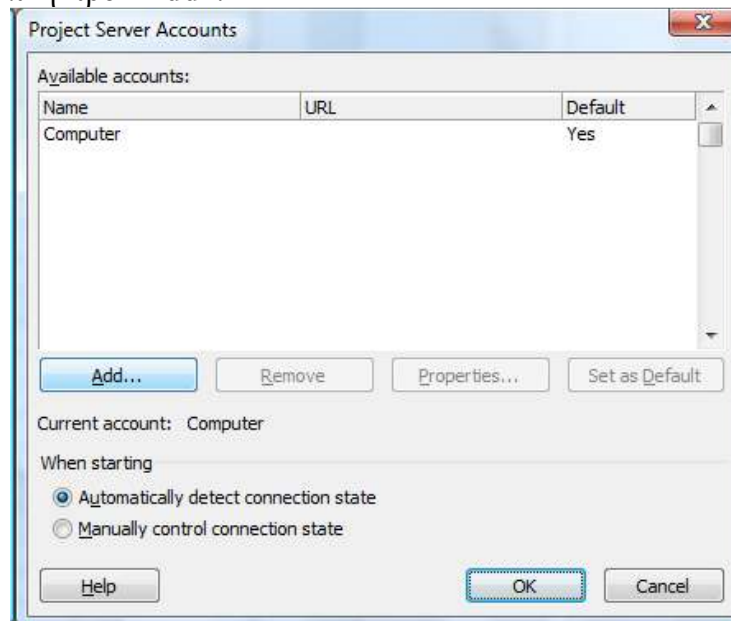 Project Server Accounts
Available accounts:
Name URL Default
Computer Yes
Add... Remove Properties... Set as Default
Current account: Computer
When starting
Automatically detect connection state
Manually control connection state
Help OK Cancel